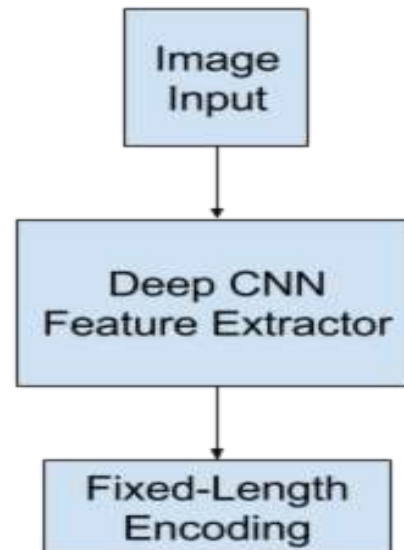 Image
Input
Deep CNN
Feature Extractor
Fixed-Length
Encoding